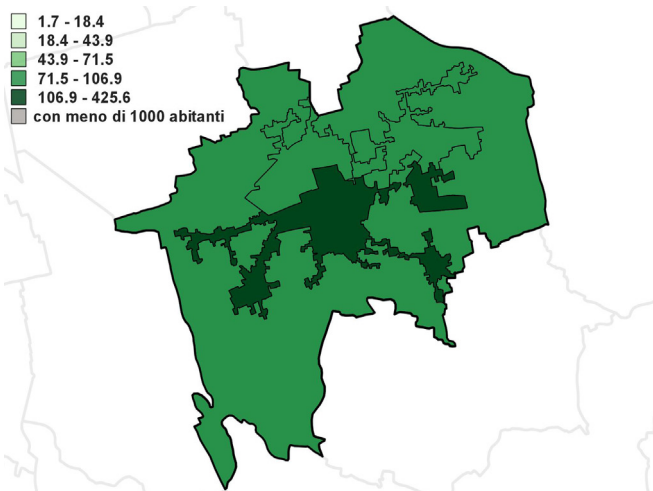 1.7 - 18.4
18.4 - 43.9
43.9 - 71.5
71.5 - 106.9
106.9 - 425.6
con meno di 1000 abitanti